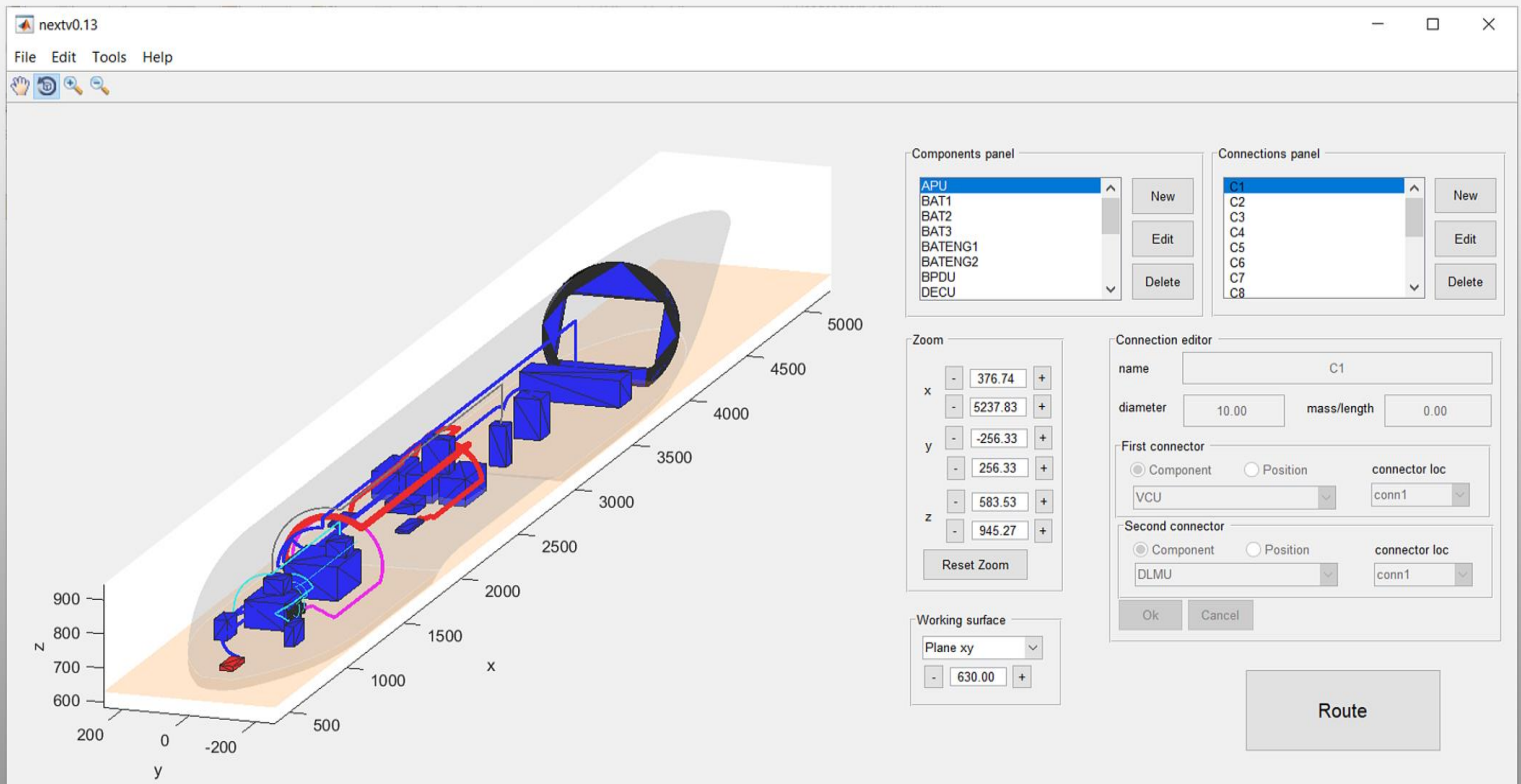 nextv0.13
File Edit Tools Help
Components panel
APU
BAT1
BAT2
BAT3
BATENG1
BATENG2
BPDU
DECU
New
Edit
Delete
Connections panel
C1
C2
C3
C4
C5
C6
C7
C8
New
Edit
Delete
Zoom
x
- 376.74 +
- 5237.83 +
y
- -256.33 +
- 256.33 +
z
- 583.53 +
- 945.27 +
Reset Zoom
Working surface
Plane xy
- 630.00 +
Connection editor
name C1
diameter 10.00 mass/length 0.00
First connector
Component Position connector loc
VCU conn1
Second connector
Component Position connector loc
DLMU conn1
Ok Cancel
Route
5000
4500
4000
3500
3000
2500
2000
1500
1000
500
x
900
800
700
600
z
200
0
-200
y